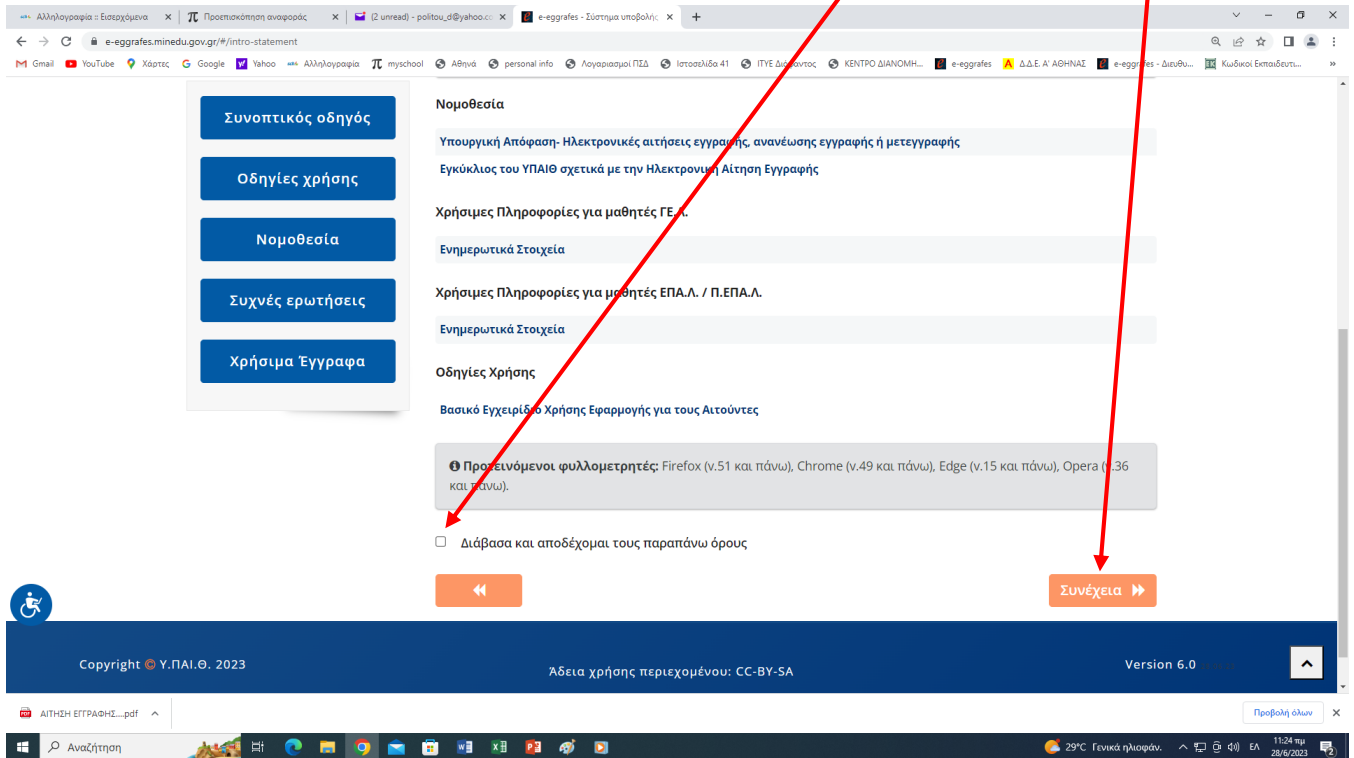 Αλληλογραφία :: Εισερχόμενα
Προεπισκόπηση αναφοράς
(2 unread) - politou_d@yahoo.co
e-eggrafes - Σύστημα υποβολής
e-eggrafes.minedu.gov.gr/#/intro-statement
Gmail YouTube Χάρτες Google Yahoo Αλληλογραφία myschool Αθηνά personal info Λογαριασμοί ΠΣΔ Ιστοσελίδα 41 ΙΤΥΕ Διόφαντος ΚΕΝΤΡΟ ΔΙΑΝΟΜΗ... e-eggrafes Δ.Δ.Ε. Α' ΑΘΗΝΑΣ e-eggrafes - Διευθυ... Κωδικοί Εκπαιδευτι... »
Συνοπτικός οδηγός
Οδηγίες χρήσης
Νομοθεσία
Συχνές ερωτήσεις
Χρήσιμα Έγγραφα
Νομοθεσία
Υπουργική Απόφαση- Ηλεκτρονικές αιτήσεις εγγραφής, ανανέωσης εγγραφής ή μετεγγραφής
Εγκύκλιος του ΥΠΑΙΘ σχετικά με την Ηλεκτρονική Αίτηση Εγγραφής
Χρήσιμες Πληροφορίες για μαθητές ΓΕ.Λ.
Ενημερωτικά Στοιχεία
Χρήσιμες Πληροφορίες για μαθητές ΕΠΑ.Λ. / Π.ΕΠΑ.Λ.
Ενημερωτικά Στοιχεία
Οδηγίες Χρήσης
Βασικό Εγχειρίδιο Χρήσης Εφαρμογής για τους Αιτούντες
Προτεινόμενοι φυλλομετρητές: Firefox (v.51 και πάνω), Chrome (v.49 και πάνω), Edge (v.15 και πάνω), Opera (v.36
και πάνω).
Διάβασα και αποδέχομαι τους παραπάνω όρους
Συνέχεια
Copyright © Υ.ΠΑΙ.Θ. 2023
Άδεια χρήσης περιεχομένου: CC-BY-SA
Version 6.0
ΑΙΤΗΣΗ ΕΓΓΡΑΦΗΣ....pdf
Προβολή όλων
Αναζήτηση
29°C Γενικά ηλιοφάν.
ΕΛ
11:24 πμ
28/6/2023
2